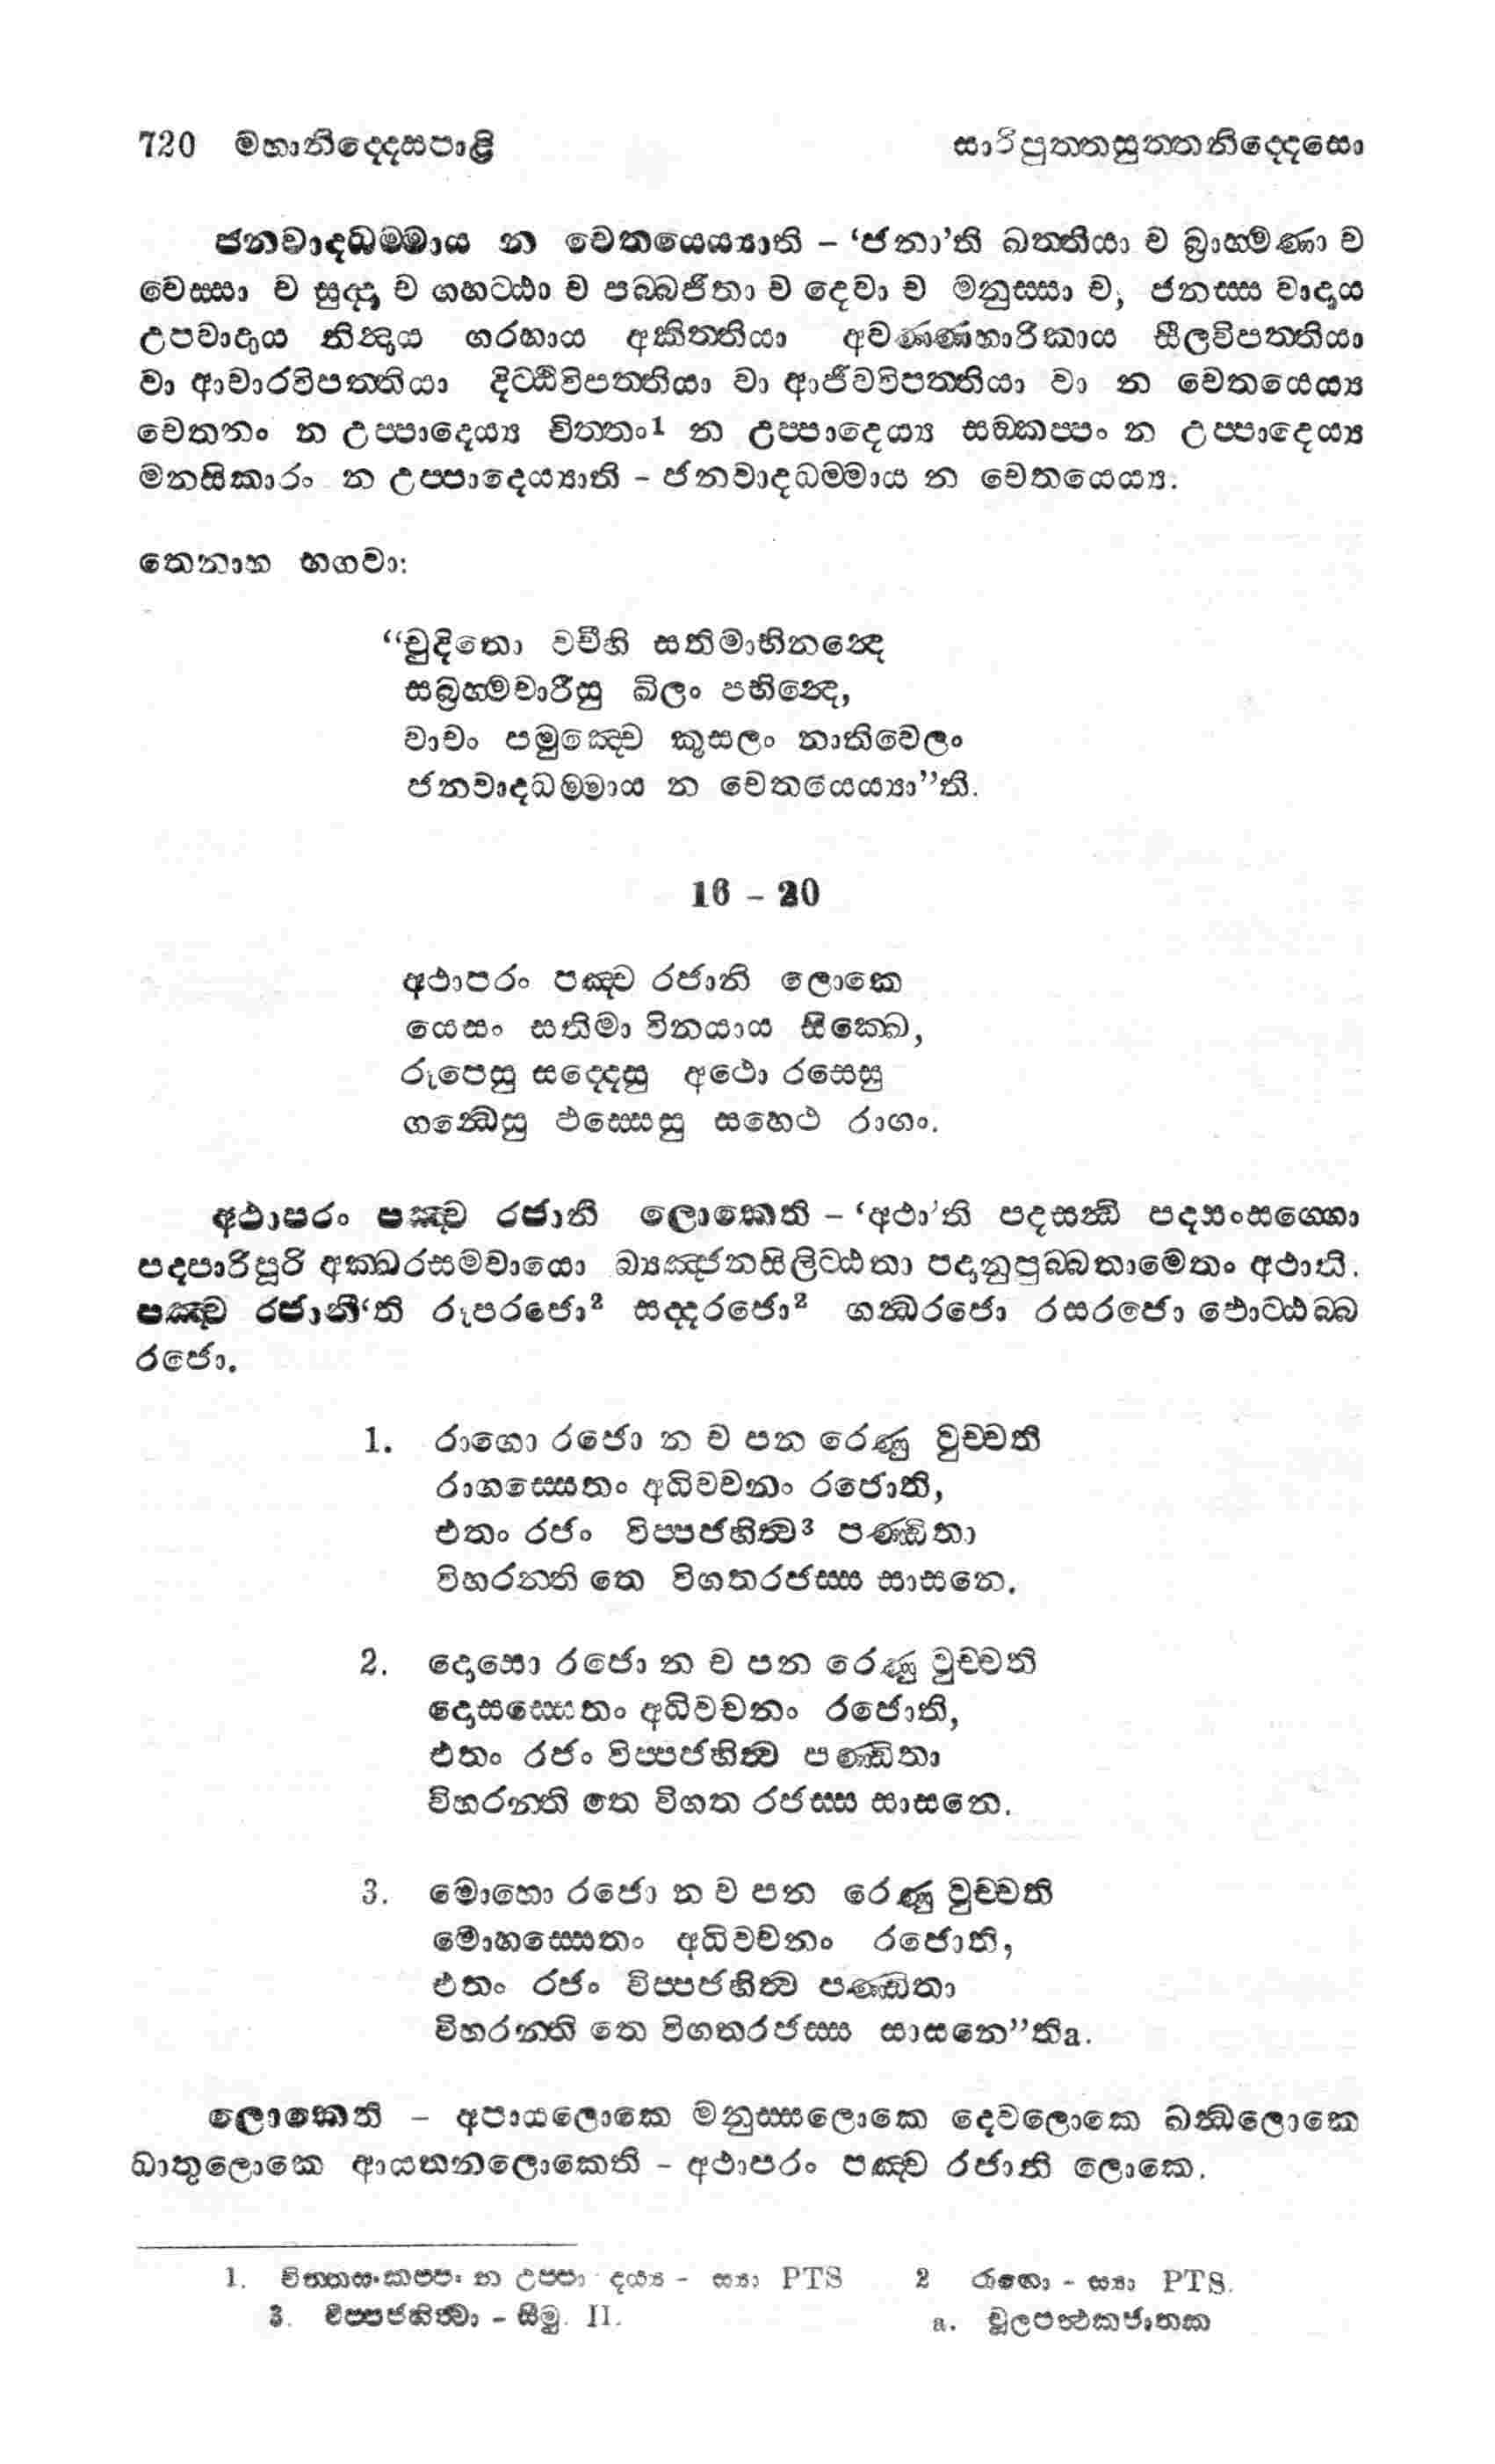 720 මහානිද්දෙසපාළි සාරිපුත්තසුත්තනිද්දෙසො
ජනවාදධම්මාය න චෙතයෙය්‍යාති – ‘ජනා’ති ඛත්තියා ච බ්‍රාහ්මණා ච
වෙස්සා ච සුද්දා ච ගහට්ඨා ච පබ්බජිතා ච දෙවා ච මනුස්සා ච, ජනස්ස වාදාය
උපවාදාය නින්දාය ගරහාය අකිත්තියා අවණ්ණහාරිකාය සීලවිපත්තියා
වා ආචාරවිපත්තියා දිට්ඨිවිපත්තියා වා ආජීවවිපත්තියා වා න චෙතයෙය්‍ය
චෙතනං න උප්පාදෙය්‍ය චිත්තං1 න උප්පාදෙය්‍ය සඞ්කප්පං න උප්පාදෙය්‍ය
මනසිකාරං න උප්පාදෙය්‍යාති – ජනවාදධම්මාය න චෙතයෙය්‍ය.
තෙනාහ භගවා:
“චුදිතො වචීහි සතිමාභිනන්දෙ
සබ්‍රහ්මචාරීසු ඛිලං පභින්දෙ,
වාචං පමුඤ්චෙ කුසලං නාතිවෙලං
ජනවාදධම්මාය න චෙතයෙය්‍යා”ති.
16 – 20
අථාපරං පඤ්ච රජානි ලොකෙ
යෙසං සතිමා විනයාය සික්ඛෙ,
රූපෙසු සද්දෙසු අථො රසෙසු
ගන්ධෙසු ඵස්සෙසු සහෙථ රාගං.
අථාපරං පඤ්ච රජානි ලොකෙති – ‘අථා’ති පදසන්ධි පදසංසග්ගො
පදපාරිපූරි අක්ඛරසමවායො බ්‍යඤ්ජනසිලිට්ඨතා පදානුපුබ්බතාමෙතං අථාති.
පඤ්ච රජානී‘ති රූපරජො2 සද්දරජො2 ගන්ධරජො රසරජො ඵොට්ඨබ්බ
රජො.
1. රාගො රජො න ච පන රෙණු වුච්චති
රාගස්සෙතං අධිවචනං රජොති,
එතං රජං විප්පජහිත්ව3 පණ්ඩිතා
විහරන්ති තෙ විගතරජස්ස සාසනෙ.
2. දොසො රජො න ච පන රෙණු වුච්චති
දොසස්සෙතං අධිවචනං රජොති,
එතං රජං විප්පජහිත්ව පණ්ඩිතා
විහරන්ති තෙ විගත රජස්ස සාසනෙ.
3. මොහො රජො න ච පන රෙණු වුච්චති
මොහස්සෙතං අධිවචනං රජොති,
එතං රජං විප්පජහිත්ව පණ්ඩිතා
විහරන්ති තෙ විගතරජස්ස සාසනෙ”තිa.
ලොකෙති – අපායලොකෙ මනුස්සලොකෙ දෙවලොකෙ ඛන්ධලොකෙ
ධාතුලොකෙ ආයතනලොකෙති – අථාපරං පඤ්ච රජානි ලොකෙ.
1. චිත්තසංකප්පං න උප්පා දය්‍ය – ස්‍යා PTS 2 රාගො – ස්‍යා PTS.
3. විප්පජහිත්වා – සීමු. II. a. චූලපන්ථකජාතක